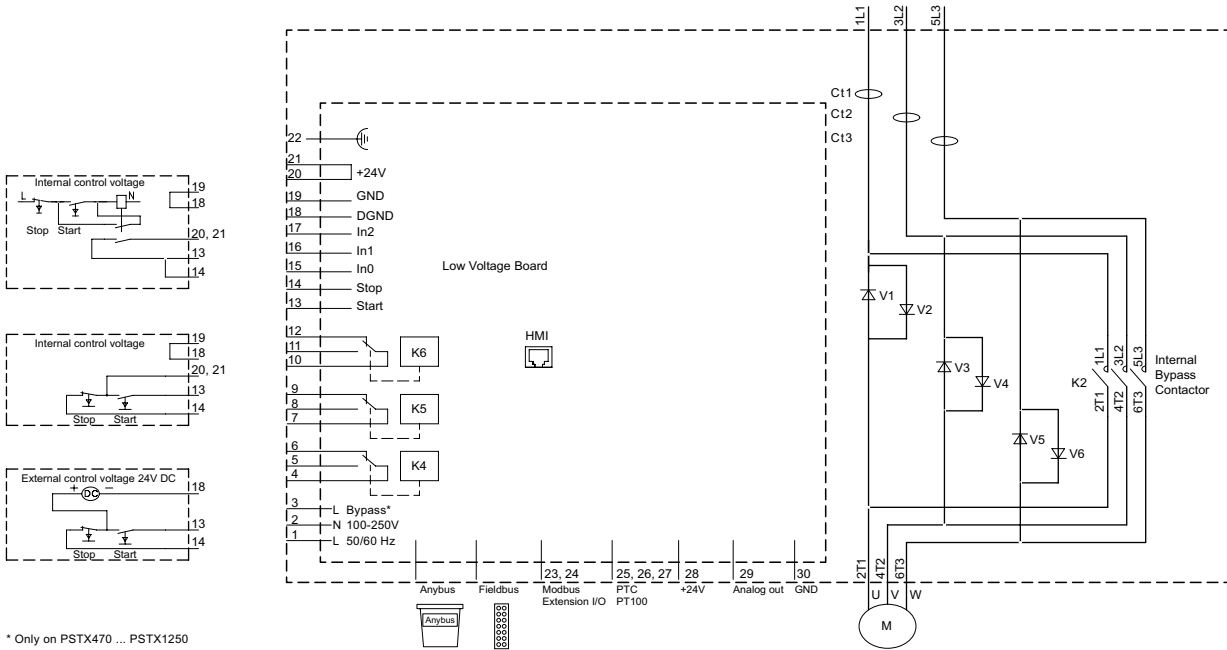 1L1 3L2 5L3
Ct1
Ct2
Ct3
22
21
20 +24V
19 GND
18 DGND
17 In2
16 In1
15 In0
14 Stop
13 Start
Low Voltage Board
HMI
12
11
10
K6
9
8
7
K5
6
5
4
K4
3 L Bypass*
2 N 100-250V
1 L 50/60 Hz
Internal control voltage
L N
Stop Start
19
18
20, 21
13
14
Internal control voltage
19
18
20, 21
13
14
Stop Start
External control voltage 24V DC
+ DC −
18
13
14
Stop Start
V1
V2
V3
V4
V5
V6
K2
1L1 3L2 5L3
2T1 4T2 6T3
Internal
Bypass
Contactor
23, 24 25, 26, 27 28 29 30
Anybus Fieldbus Modbus PTC +24V Analog out GND
Extension I/O PT100
Anybus
2T1 4T2 6T3
U V W
M
* Only on PSTX470 ... PSTX1250